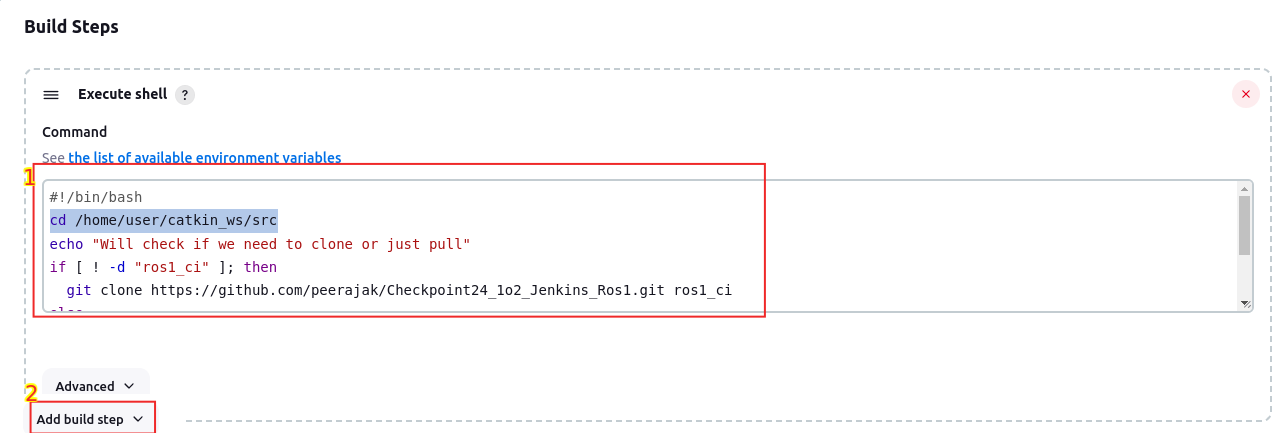 Build Steps
Execute shell ?
Command
See the list of available environment variables
1
#!/bin/bash
cd /home/user/catkin_ws/src
echo "Will check if we need to clone or just pull"
if [ ! -d "ros1_ci" ]; then
  git clone https://github.com/peerajak/Checkpoint24_1o2_Jenkins_Ros1.git ros1_ci
else
Advanced
2
Add build step